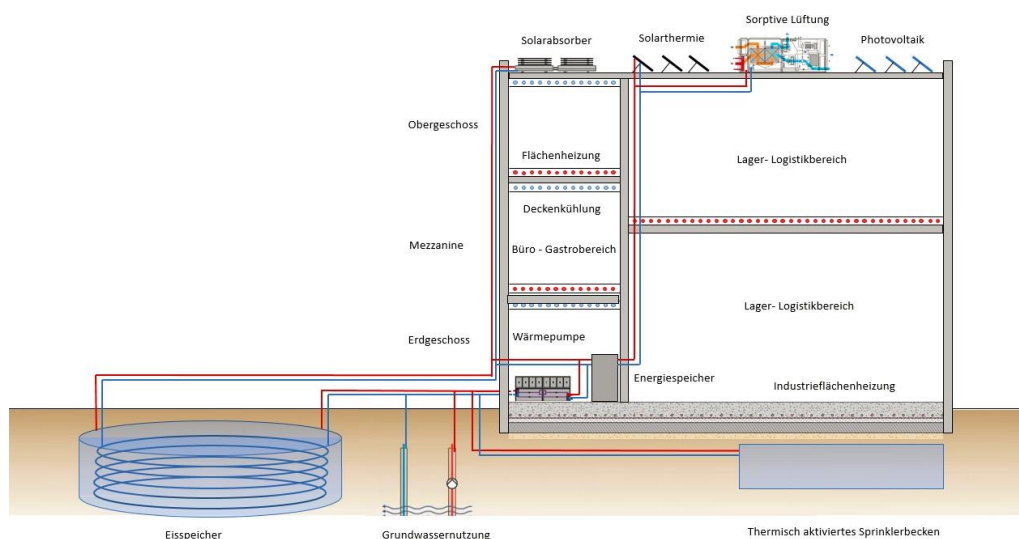 Sorptive Lüftung
Solarabsorber
Solarthermie
Photovoltaik
Obergeschoss
Flächenheizung
Lager- Logistikbereich
Deckenkühlung
Mezzanine
Büro - Gastrobereich
Lager- Logistikbereich
Erdgeschoss
Wärmepumpe
Energiespeicher
Industrieflächenheizung
Eisspeicher
Grundwassernutzung
Thermisch aktiviertes Sprinklerbecken